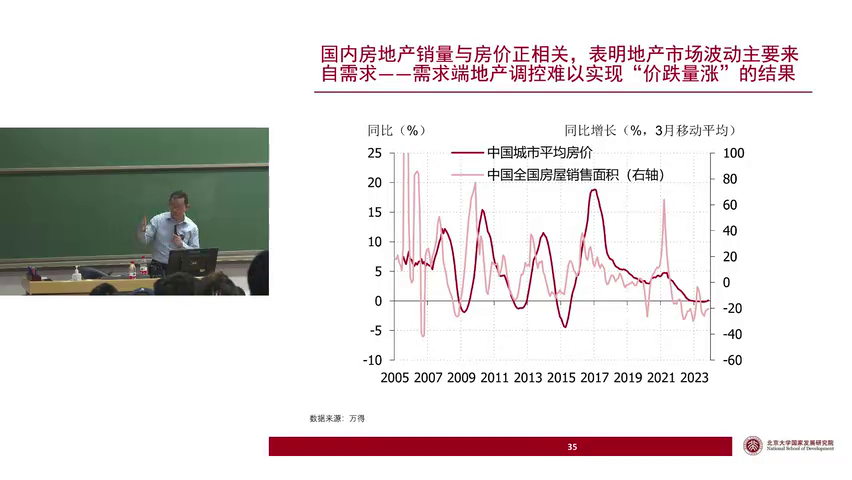 国内房地产销量与房价正相关，表明地产市场波动主要来
自需求——需求端地产调控难以实现“价跌量涨”的结果
同比（%）
同比增长（%，3月移动平均）
中国城市平均房价
中国全国房屋销售面积（右轴）
25
20
15
10
5
0
-5
-10
100
80
60
40
20
0
-20
-40
-60
2005 2007 2009 2011 2013 2015 2017 2019 2021 2023
数据来源：万得
35
北京大学国家发展研究院
National School of Development